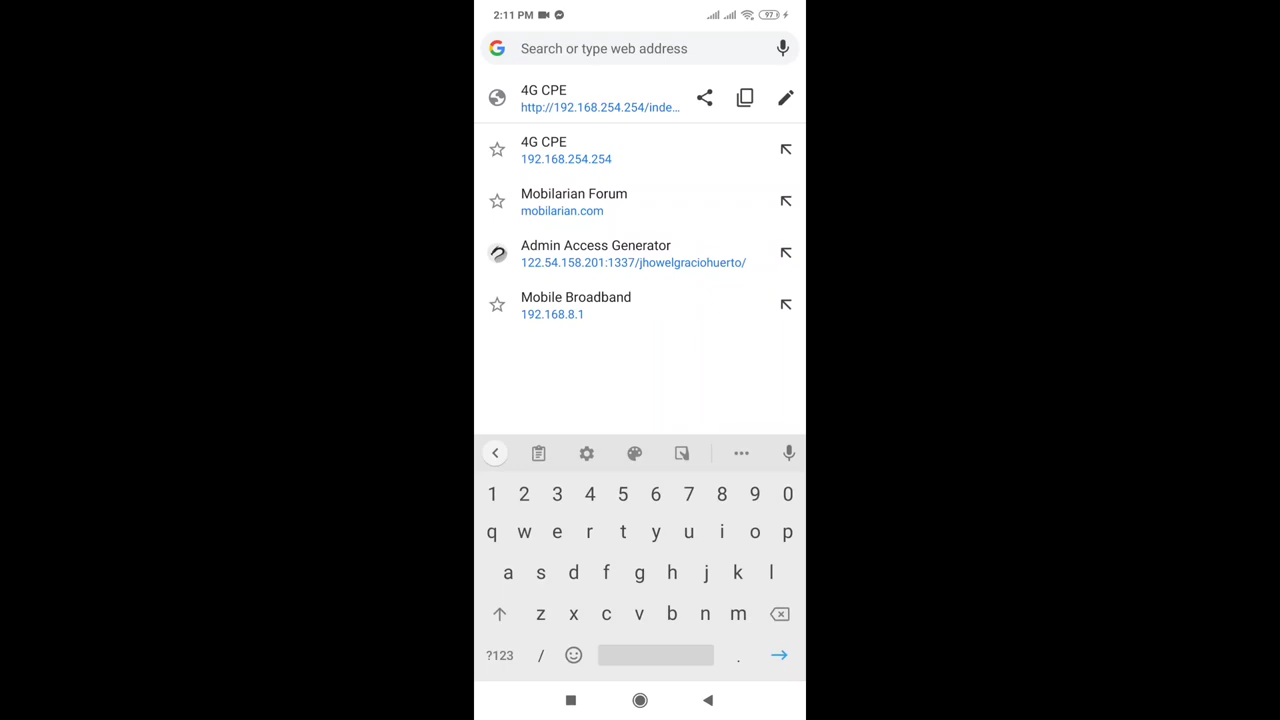 2:11 PM
97
Search or type web address
4G CPE
http://192.168.254.254/inde...
4G CPE
192.168.254.254
Mobilarian Forum
mobilarian.com
Admin Access Generator
122.54.158.201:1337/jhowelgraciohuerto/
Mobile Broadband
192.168.8.1
1 2 3 4 5 6 7 8 9 0
q w e r t y u i o p
a s d f g h j k l
z x c v b n m
?123 / .